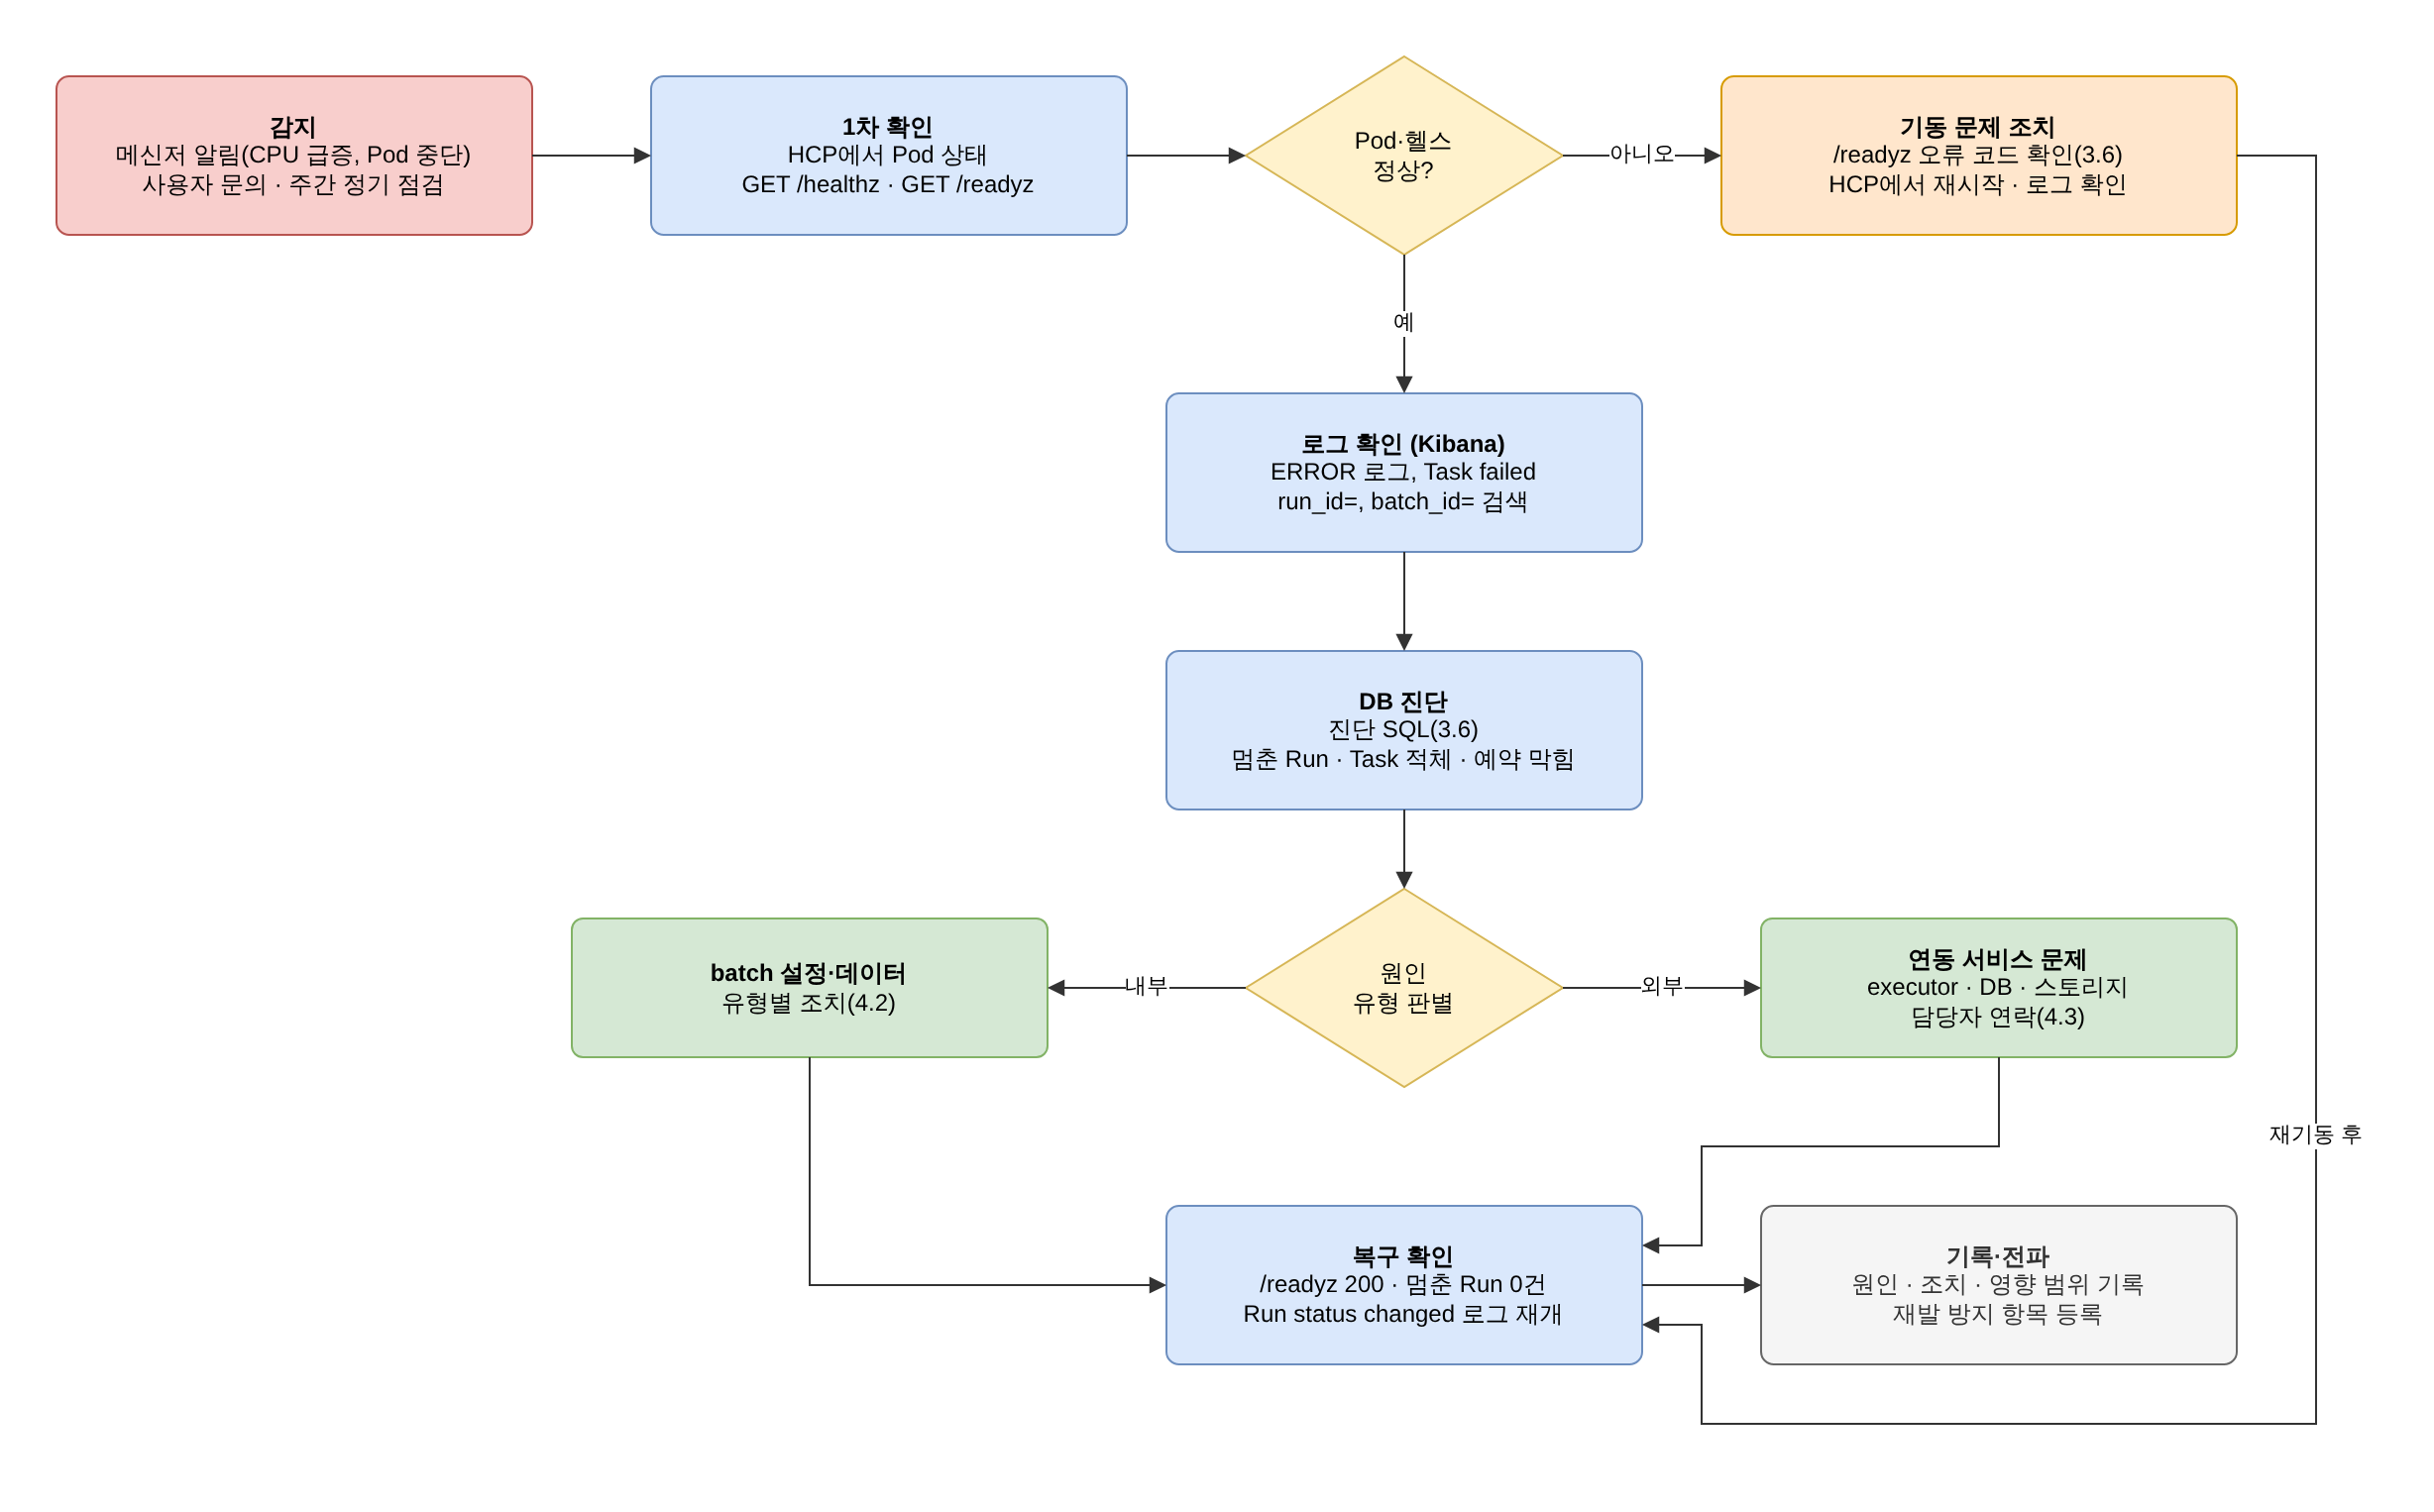 감지
메신저 알림(CPU 급증, Pod 중단)
사용자 문의 · 주간 정기 점검
1차 확인
HCP에서 Pod 상태
GET /healthz · GET /readyz
Pod·헬스
정상?
아니오
기동 문제 조치
/readyz 오류 코드 확인(3.6)
HCP에서 재시작 · 로그 확인
예
로그 확인 (Kibana)
ERROR 로그, Task failed
run_id=, batch_id= 검색
DB 진단
진단 SQL(3.6)
멈춘 Run · Task 적체 · 예약 막힘
batch 설정·데이터
유형별 조치(4.2)
내부
원인
유형 판별
외부
연동 서비스 문제
executor · DB · 스토리지
담당자 연락(4.3)
재기동 후
복구 확인
/readyz 200 · 멈춘 Run 0건
Run status changed 로그 재개
기록·전파
원인 · 조치 · 영향 범위 기록
재발 방지 항목 등록